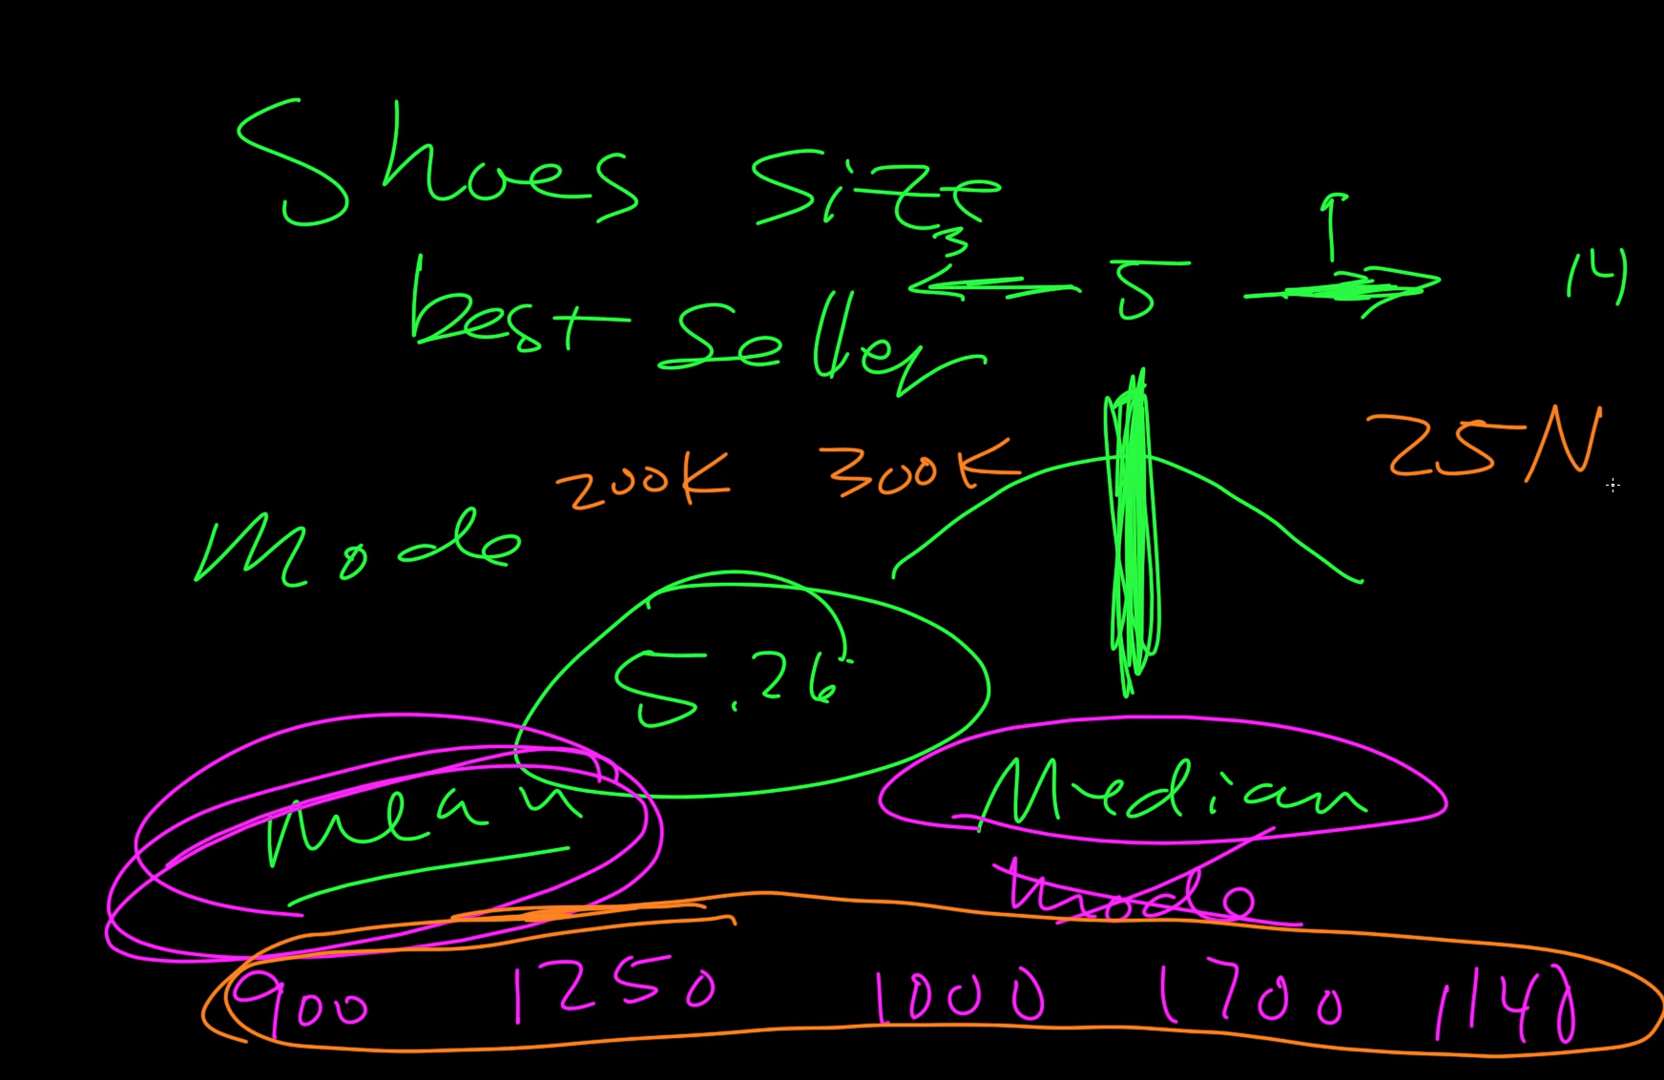 Shoes size
3 5 14
best seller
200K 300K 25N
Mode
5.26
mean Median
mode
900 1250 1000 1700 1140